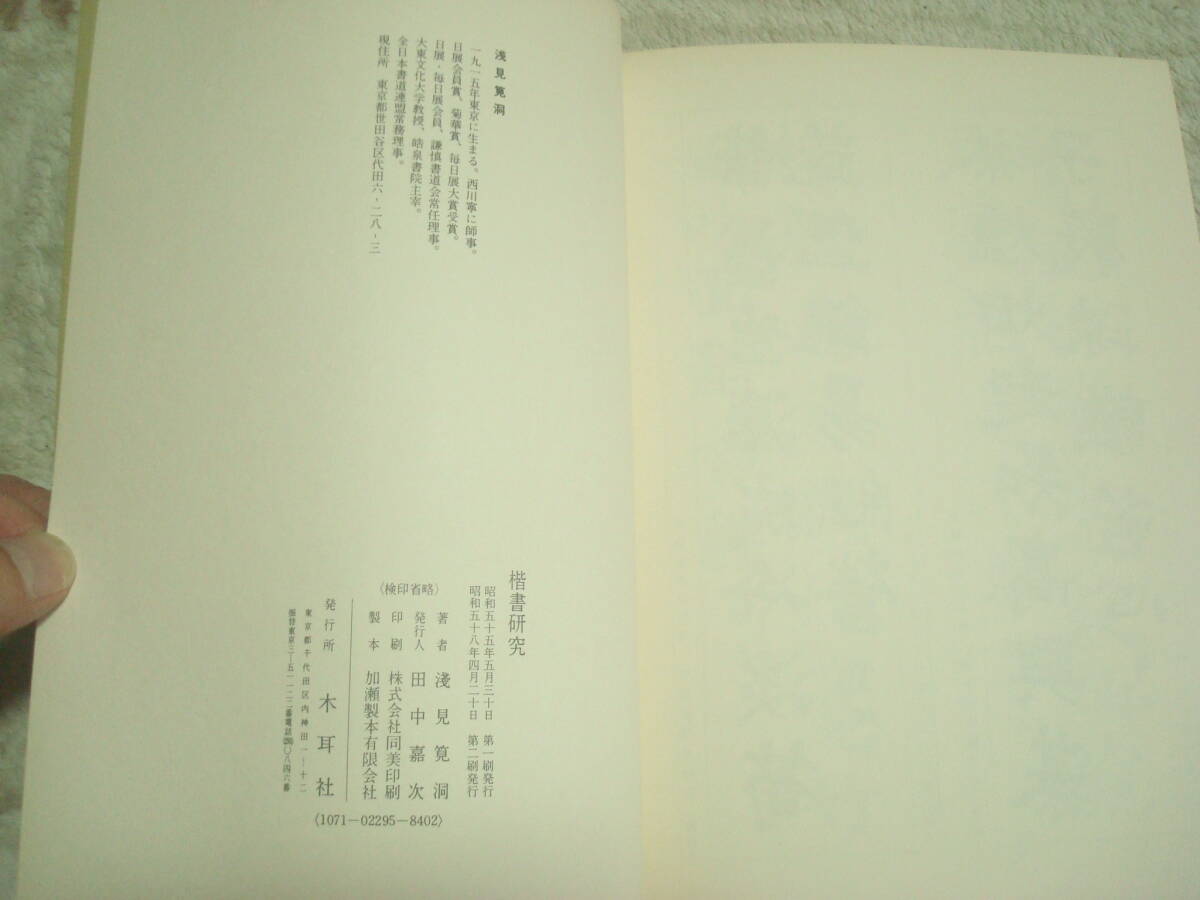 浅見筧洞
一九一五年東京に生まる。西川寧に師事。
日展会員賞、菊華賞、毎日展大賞受賞。
日展・毎日展会員、謙慎書道会常任理事。
大東文化大学教授、皓泉書院主宰。
全日本書道連盟常務理事。
現住所 東京都世田谷区代田六-二八-三
楷書研究
昭和五十五年五月三十日 第一刷発行
昭和五十八年四月二十日 第二刷発行
著者 淺見筧洞
発行人 田中嘉次
印刷 株式会社同美印刷
製本 加瀬製本有限会社
〈検印省略〉
発行所 木耳社
東京都千代田区内神田一-十二
〈1071-02295-8402〉